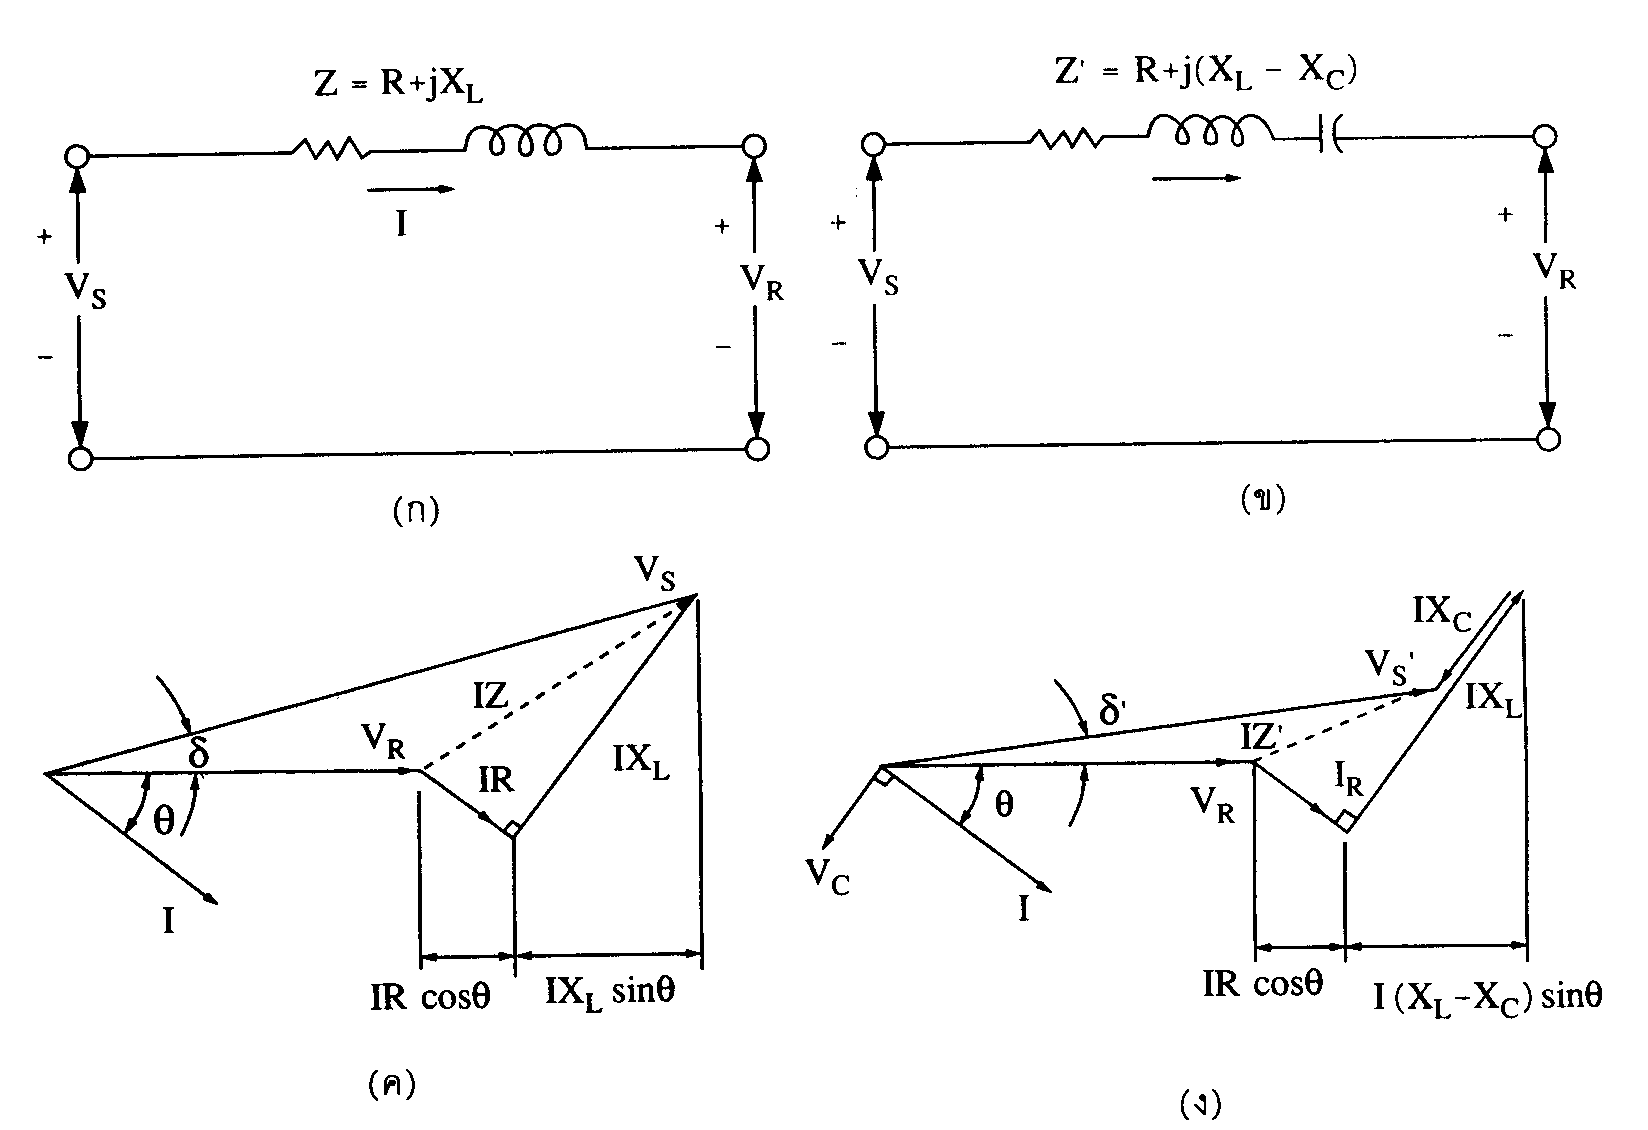 Z = R+jX_L
I
+
V_S
−
+
V_R
−
(ก)
Z' = R+j(X_L − X_C)
+
V_S
−
+
V_R
−
(ข)
V_S
IZ
V_R
δ
IR
IX_L
θ
I
IR cosθ
IX_L sinθ
(ค)
IX_C
V_S'
IX_L
δ'
IZ'
I_R
V_R
θ
V_C
I
IR cosθ
I(X_L−X_C) sinθ
(ง)